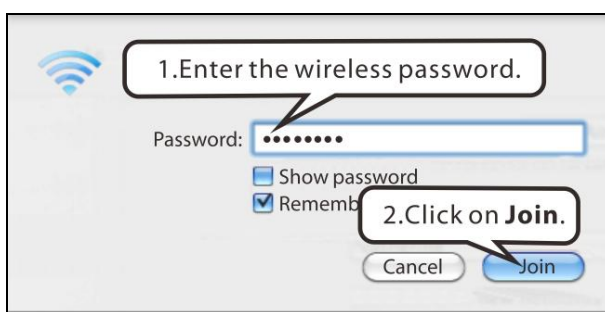 1.Enter the wireless password.
Password: ••••••••
Show password
Rememb
2.Click on Join.
Cancel Join